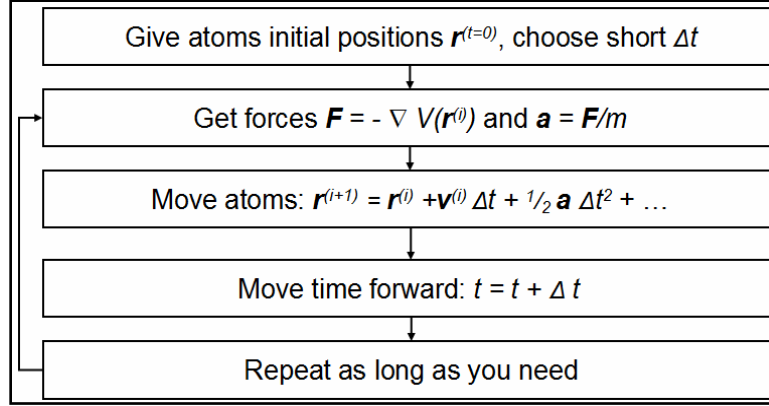 Give atoms initial positions r⁽ᵗ⁼⁰⁾, choose short Δt
Get forces F = - ∇ V(r⁽ⁱ⁾) and a = F/m
Move atoms: r⁽ⁱ⁺¹⁾ = r⁽ⁱ⁾ +v⁽ⁱ⁾ Δt + ¹/₂ a Δt² + …
Move time forward: t = t + Δ t
Repeat as long as you need